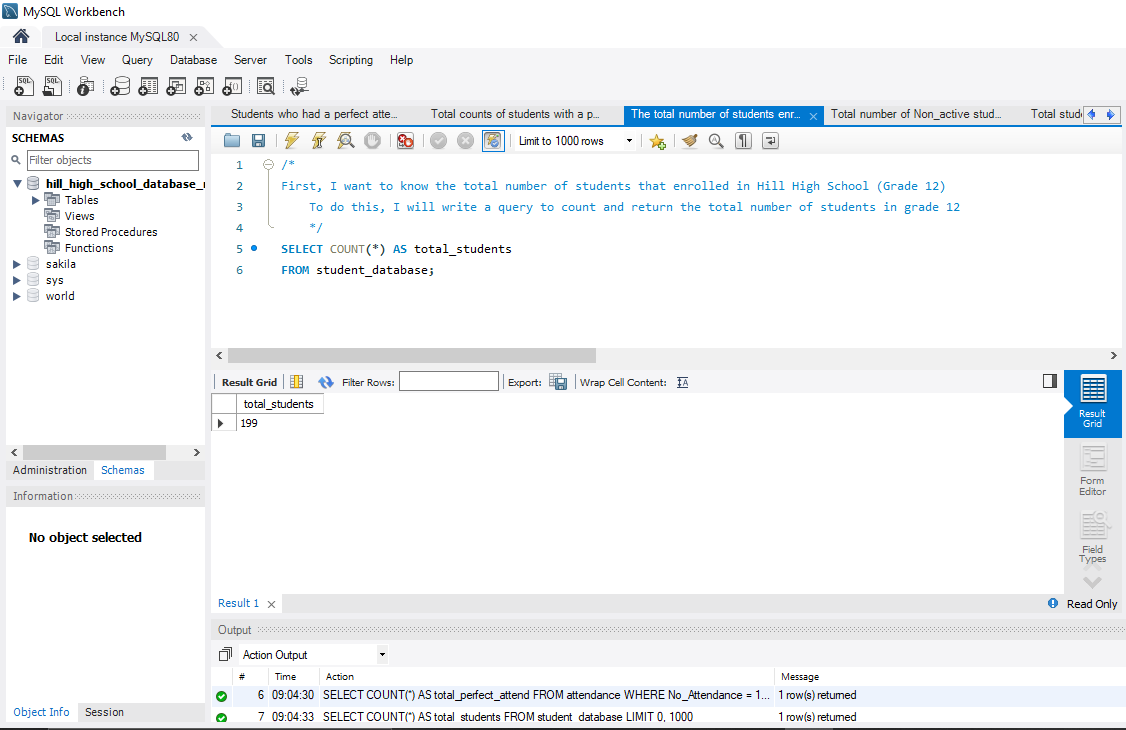 MySQL Workbench
Local instance MySQL80
File Edit View Query Database Server Tools Scripting Help
Navigator
SCHEMAS
Filter objects
hill_high_school_database_
Tables
Views
Stored Procedures
Functions
sakila
sys
world
Administration Schemas
Information
No object selected
Object Info Session
Students who had a perfect atte... Total counts of students with a p... The total number of students enr... Total number of Non_active stud... Total stud
Limit to 1000 rows
1 /*
2 First, I want to know the total number of students that enrolled in Hill High School (Grade 12)
3 To do this, I will write a query to count and return the total number of students in grade 12
4 */
5 SELECT COUNT(*) AS total_students
6 FROM student_database;
Result Grid Filter Rows: Export: Wrap Cell Content:
total_students
199
Result
Grid
Form
Editor
Field
Types
Result 1
Read Only
Output
Action Output
# Time Action Message
6 09:04:30 SELECT COUNT(*) AS total_perfect_attend FROM attendance WHERE No_Attendance = 1... 1 row(s) returned
7 09:04:33 SELECT COUNT(*) AS total_students FROM student_database LIMIT 0, 1000 1 row(s) returned